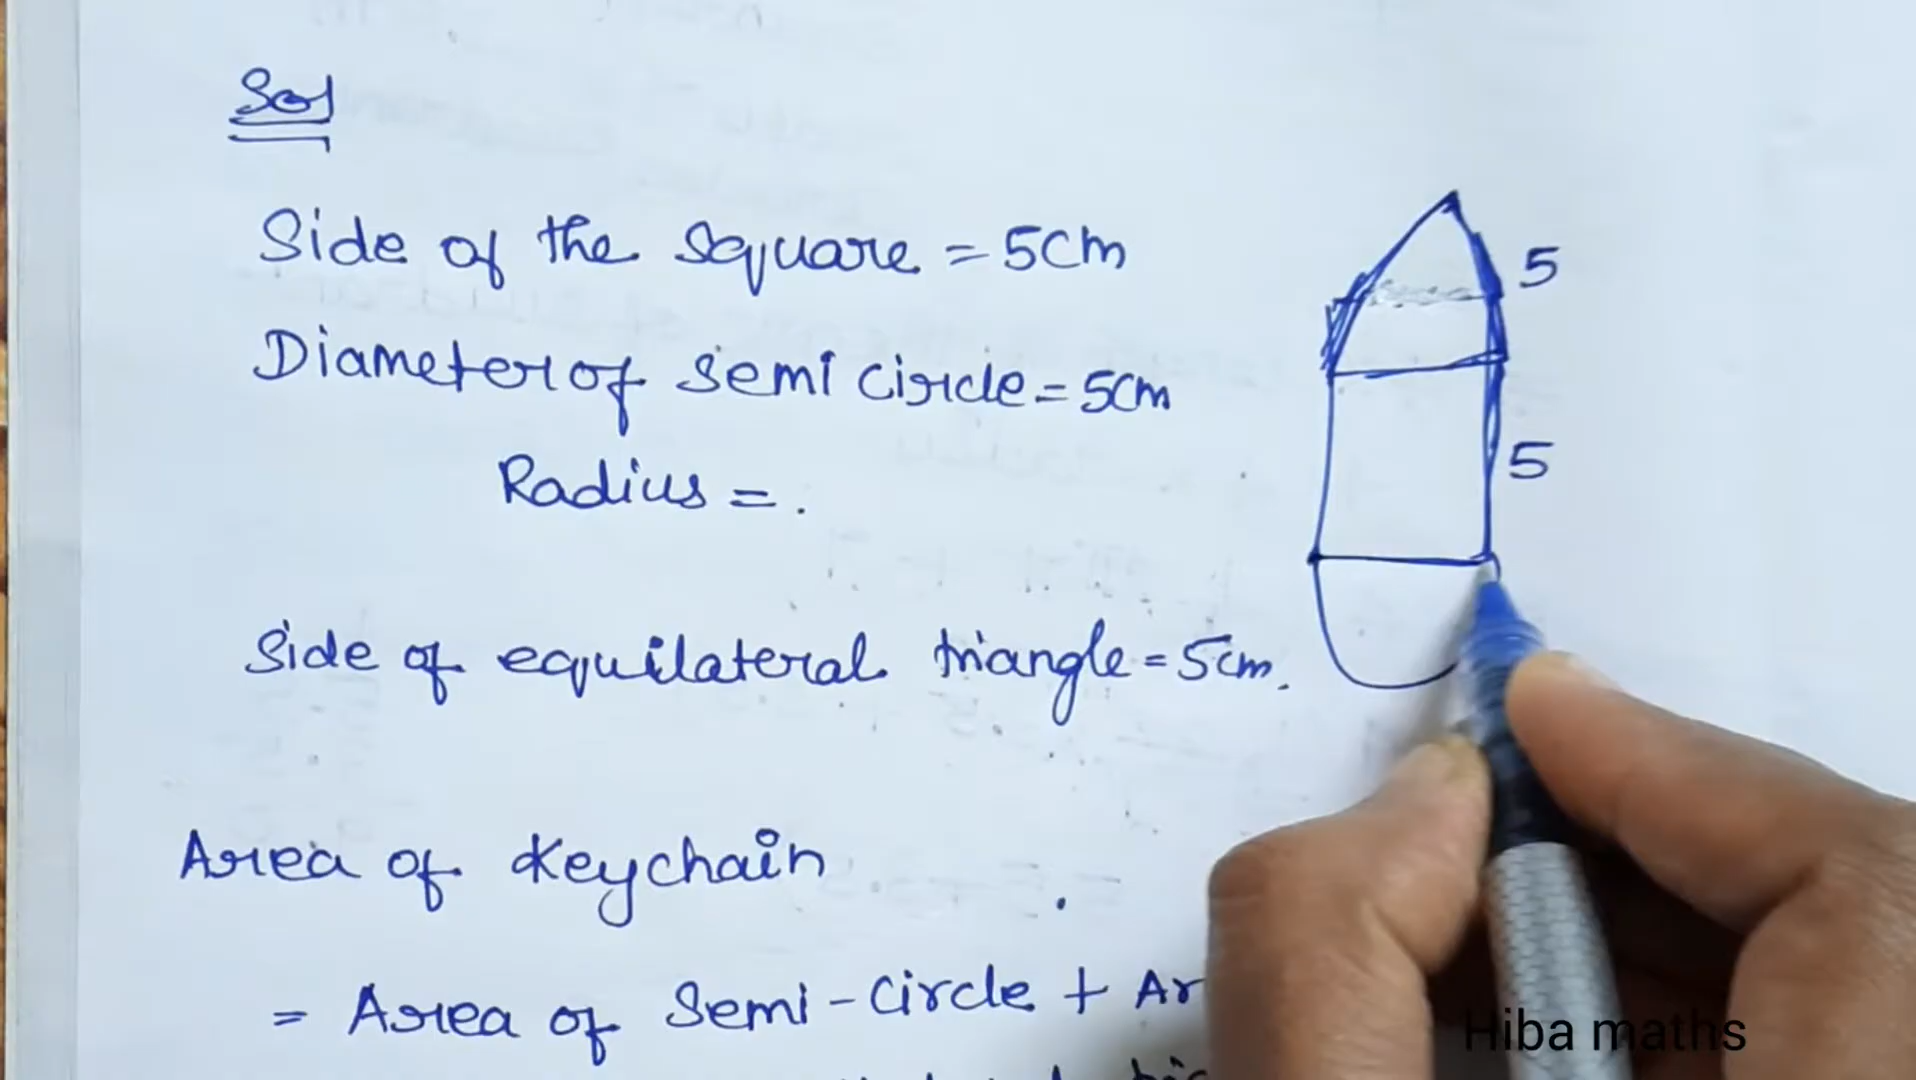 Sol
Side of the square = 5cm
5
Diameter of semi circle = 5cm
5
Radius = .
Side of equilateral triangle = 5cm.
Area of Keychain
= Area of Semi-Circle + Ar
Hiba maths